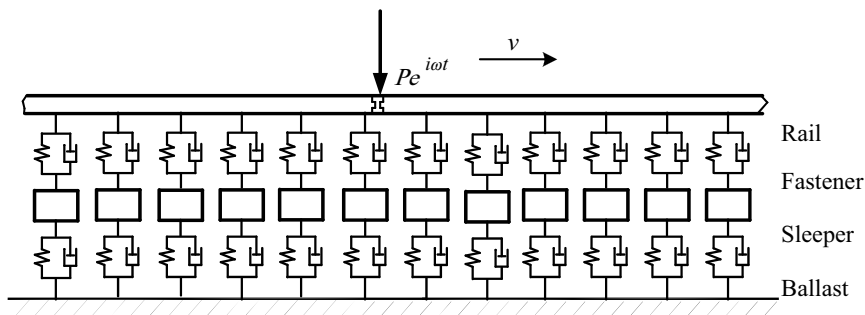 v
Pe^{iωt}
Rail
Fastener
Sleeper
Ballast